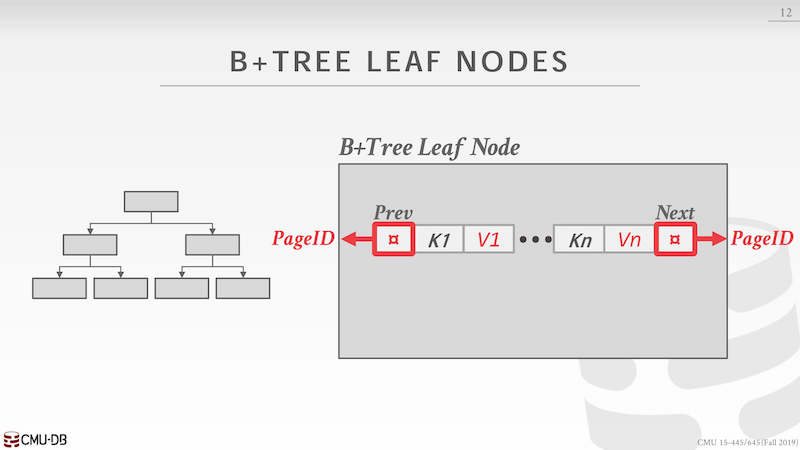 12
B+TREE LEAF NODES
B+Tree Leaf Node
Prev
Next
PageID ¤ K1 V1 ••• Kn Vn ¤ PageID
CMU·DB
CMU 15-445/645 (Fall 2019)